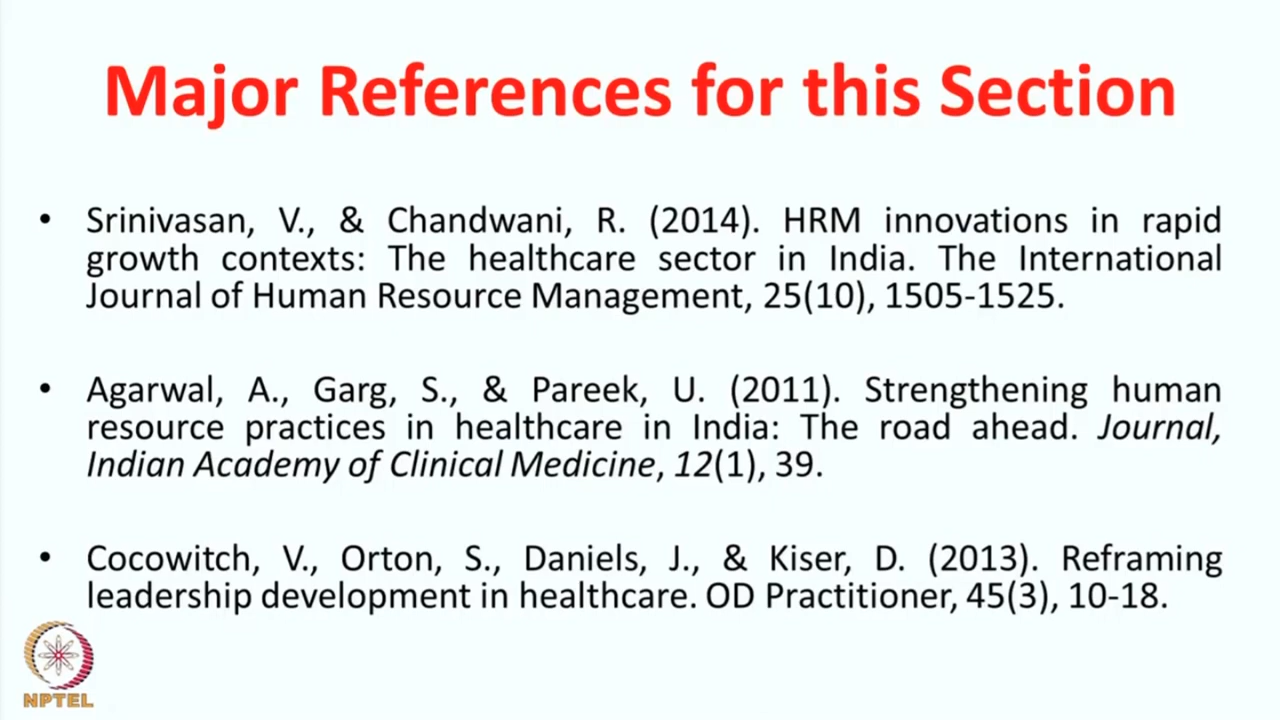 Major References for this Section
• Srinivasan, V., & Chandwani, R. (2014). HRM innovations in rapid
growth contexts: The healthcare sector in India. The International
Journal of Human Resource Management, 25(10), 1505-1525.
• Agarwal, A., Garg, S., & Pareek, U. (2011). Strengthening human
resource practices in healthcare in India: The road ahead. Journal,
Indian Academy of Clinical Medicine, 12(1), 39.
• Cocowitch, V., Orton, S., Daniels, J., & Kiser, D. (2013). Reframing
leadership development in healthcare. OD Practitioner, 45(3), 10-18.
NPTEL